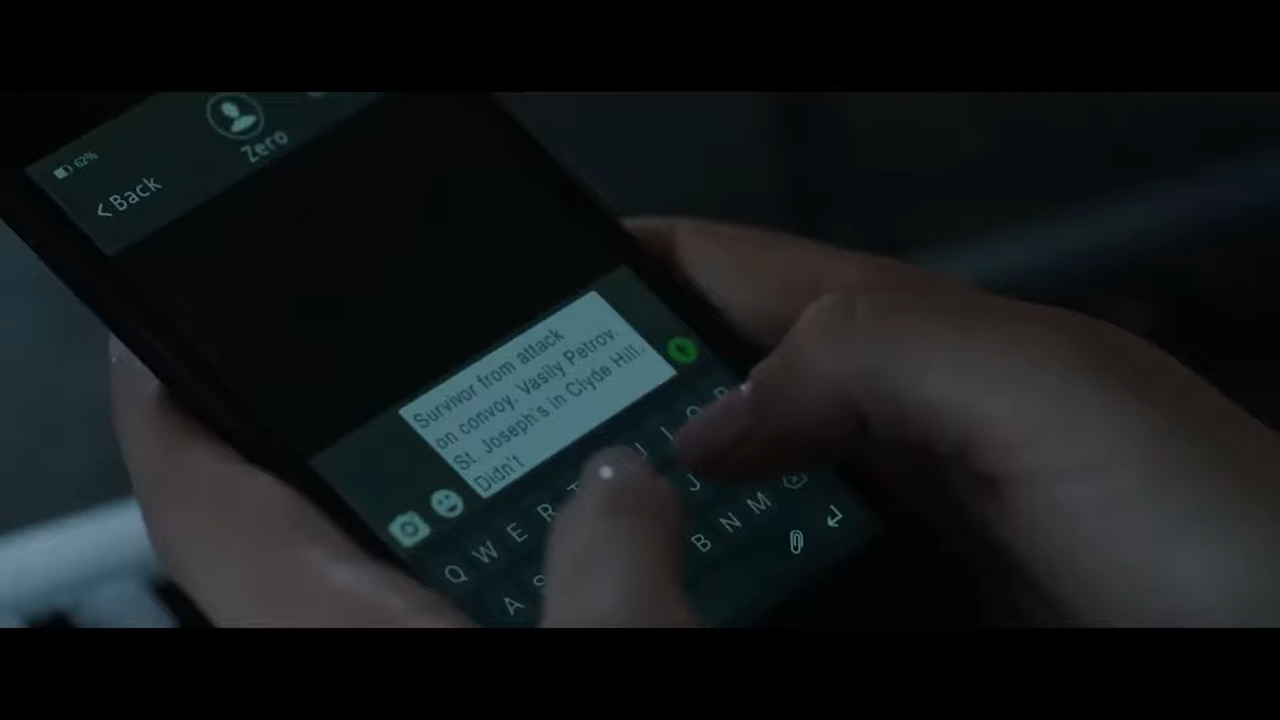 62%
Zero
Back
Survivor from attack
on convoy. Vasily Petrov.
St. Joseph's in Clyde Hill.
Didn't
Q W E R T U I O P
A S J
B N M